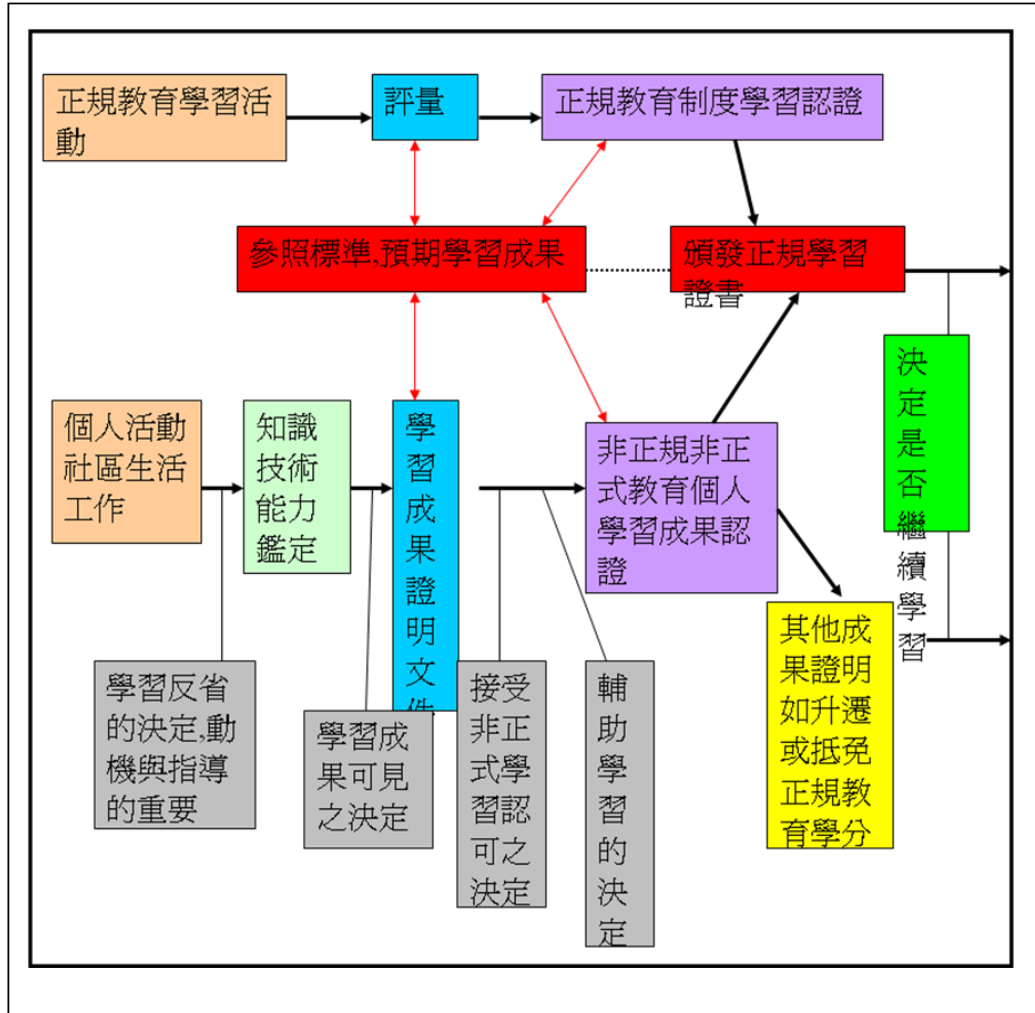 正規教育學習活
動
評量
正規教育制度學習認證
參照標準,預期學習成果
頒發正規學習
證書
決
定
是
否
繼
續
學
習
個人活動
社區生活
工作
知識
技術
能力
鑑定
學
習
成
果
證
明
文
件
非正規非正
式教育個人
學習成果認
證
其他成
果證明
如升遷
或抵免
正規教
育學分
學習反省
的決定,動
機與指導
的重要
學習成
果可見
之決定
接受
非正
式學
習認
可之
決定
輔
助
學
習
的
決
定